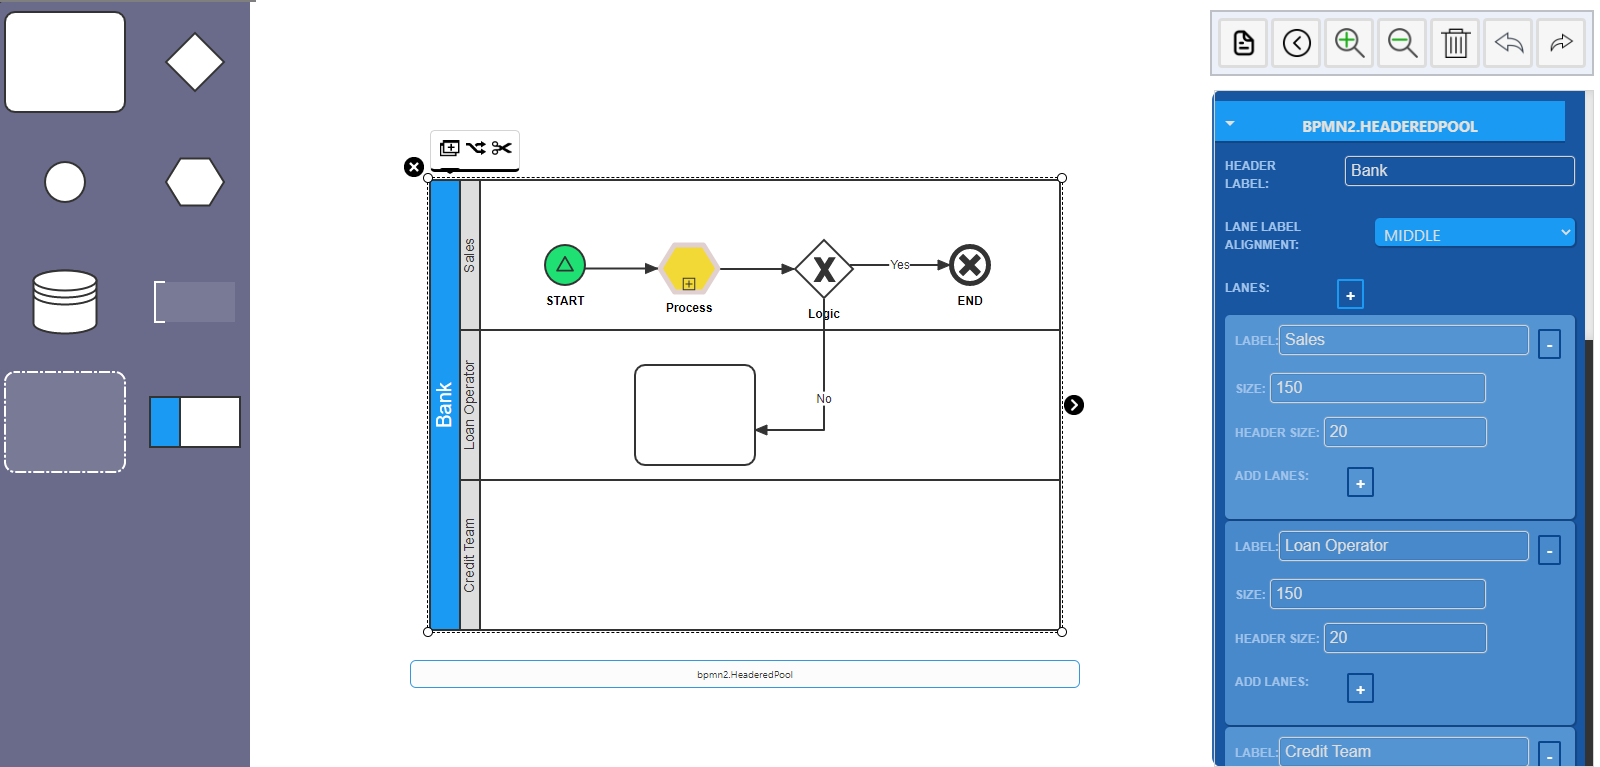 BPMN2.HEADEREDPOOL
HEADER
LABEL:
Bank
LANE LABEL
ALIGNMENT:
MIDDLE
LANES:
+
LABEL:
Sales
-
SIZE:
150
HEADER SIZE:
20
ADD LANES:
+
LABEL:
Loan Operator
-
SIZE:
150
HEADER SIZE:
20
ADD LANES:
+
LABEL:
Credit Team
-
Bank
Sales
Loan Operator
Credit Team
START
Process
Logic
Yes
END
No
bpmn2.HeaderedPool